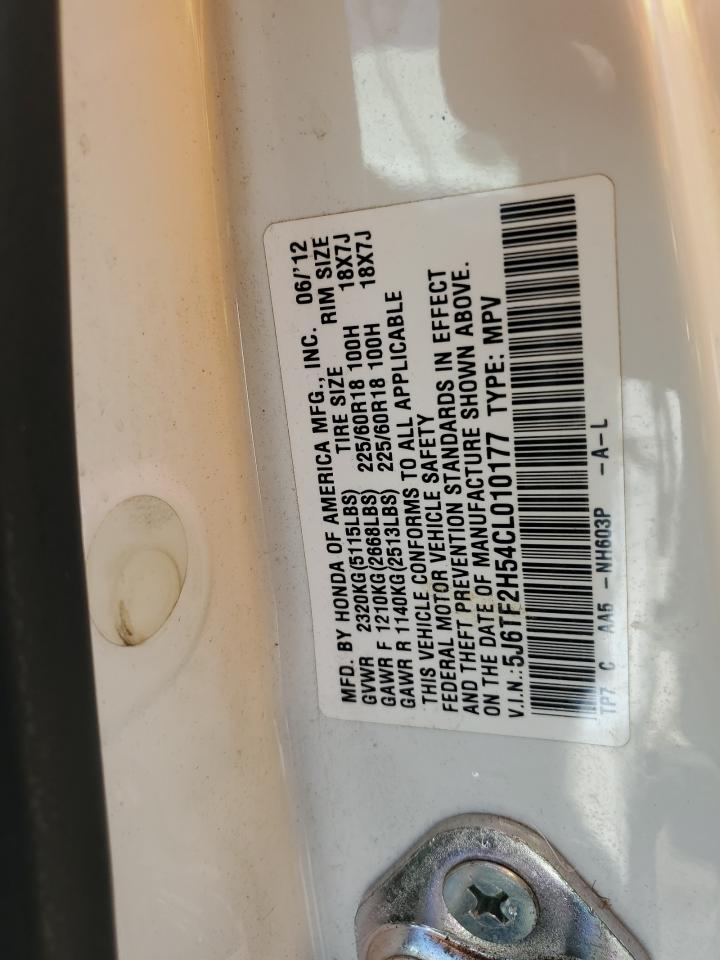 MFD. BY HONDA OF AMERICA MFG., INC. 06/'12
GVWR 2320KG(5115LBS) TIRE SIZE RIM SIZE
GAWR F 1210KG(2668LBS) 225/60R18 100H 18X7J
GAWR R 1140KG(2513LBS) 225/60R18 100H 18X7J
THIS VEHICLE CONFORMS TO ALL APPLICABLE
FEDERAL MOTOR VEHICLE SAFETY
AND THEFT PREVENTION STANDARDS IN EFFECT
ON THE DATE OF MANUFACTURE SHOWN ABOVE.
V.I.N.: 5J6TF2H54CL010177 TYPE: MPV
TP7 C AA5 -NH603P -A-L